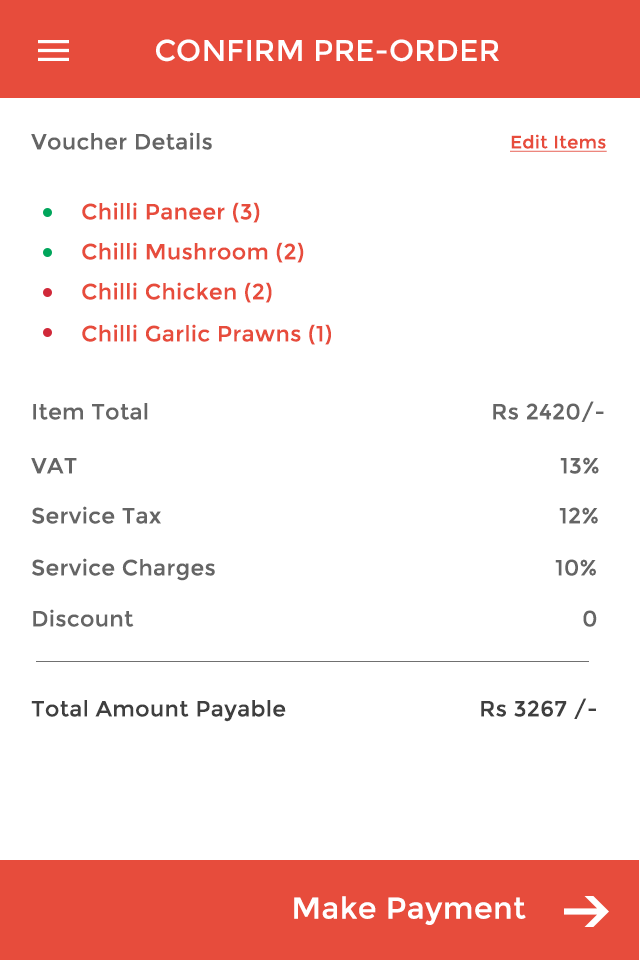 CONFIRM PRE-ORDER
Voucher Details Edit Items
Chilli Paneer (3)
Chilli Mushroom (2)
Chilli Chicken (2)
Chilli Garlic Prawns (1)
Item Total Rs 2420/-
VAT 13%
Service Tax 12%
Service Charges 10%
Discount 0
Total Amount Payable Rs 3267 /-
Make Payment